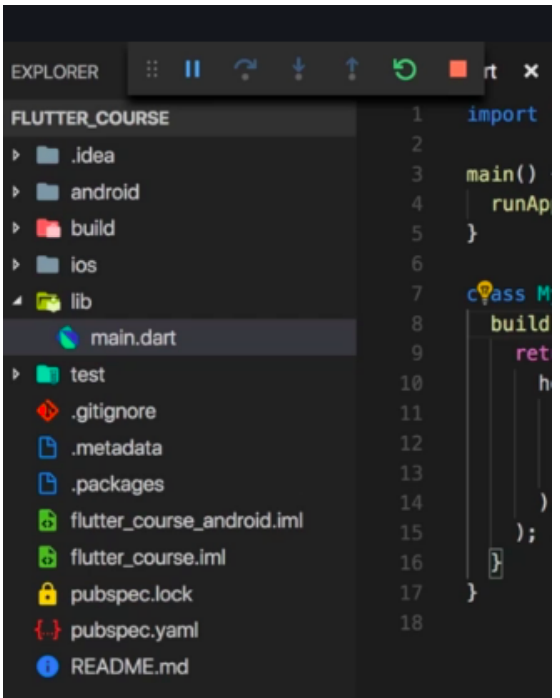 EXPLORER
rt ×
FLUTTER_COURSE
.idea
android
build
ios
lib
main.dart
test
.gitignore
.metadata
.packages
flutter_course_android.iml
flutter_course.iml
pubspec.lock
{..} pubspec.yaml
README.md
1 import
2
3 main()
4 runAp
5 }
6
7 class M
8 build
9 ret
10 h
11
12
13
14 )
15 );
16 }
17 }
18